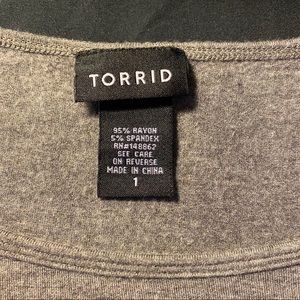 TORRID
95% RAYON
5% SPANDEX
RN#148862
SEE CARE
ON REVERSE
MADE IN CHINA
1